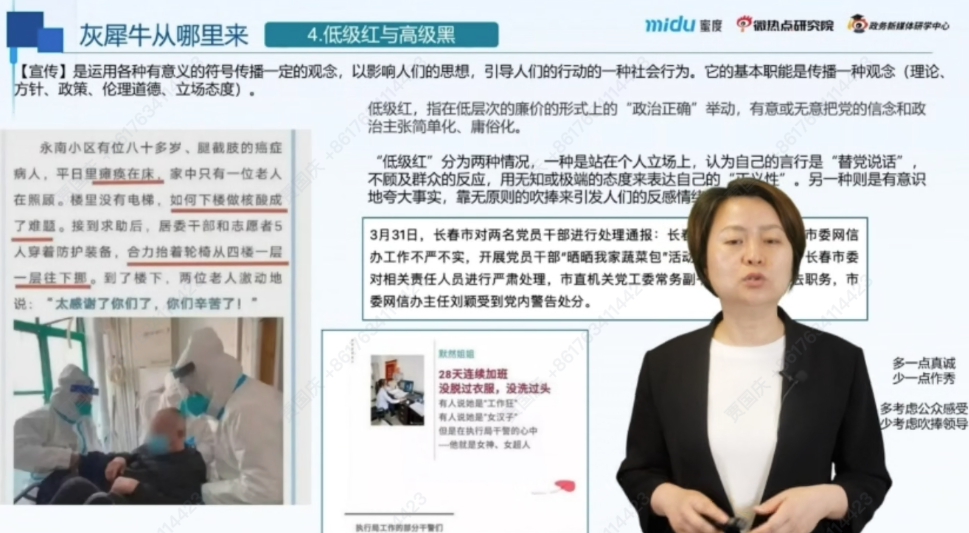 灰犀牛从哪里来
4.低级红与高级黑
midu 蜜度
微热点研究院
政务新媒体研学中心
【宣传】是运用各种有意义的符号传播一定的观念，以影响人们的思想，引导人们的行动的一种社会行为。它的基本职能是传播一种观念（理论、
方针、政策、伦理道德、立场态度）。
低级红，指在低层次的廉价的形式上的“政治正确”举动，有意或无意把党的信念和政
治主张简单化、庸俗化。
“低级红”分为两种情况，一种是站在个人立场上，认为自己的言行是“替党说话”，
不顾及群众的反应，用无知或极端的态度来表达自己的“正义性”。另一种则是有意识
地夸大事实，靠无原则的吹捧来引发人们的反感情绪
永南小区有位八十多岁、腿截肢的癌症
病人，平日里瘫痪在床，家中只有一位老人
在照顾。楼里没有电梯，如何下楼做核酸成
了难题。接到求助后，居委干部和志愿者5
人穿着防护装备，合力抬着轮椅从四楼一层
一层往下挪。到了楼下，两位老人激动地
说：“太感谢了你们了，你们辛苦了！”
3月31日，长春市对两名党员干部进行处理通报：长 市委网信
办工作不严不实，开展党员干部“晒晒我家蔬菜包”活动 长春市委
对相关责任人员进行严肃处理，市直机关党工委常务副 去职务，市
委网信办主任刘颖受到党内警告处分。
默然姐姐
28天连续加班
没脱过衣服，没洗过头
有人说她是“工作狂”
有人说她是“女汉子”
但是在执行局干警的心中
—他就是女神、女超人
执行局工作的部分干警们
多一点真诚
少一点作秀
多考虑公众感受
少考虑吹捧领导
贾国庆 +8617634114423